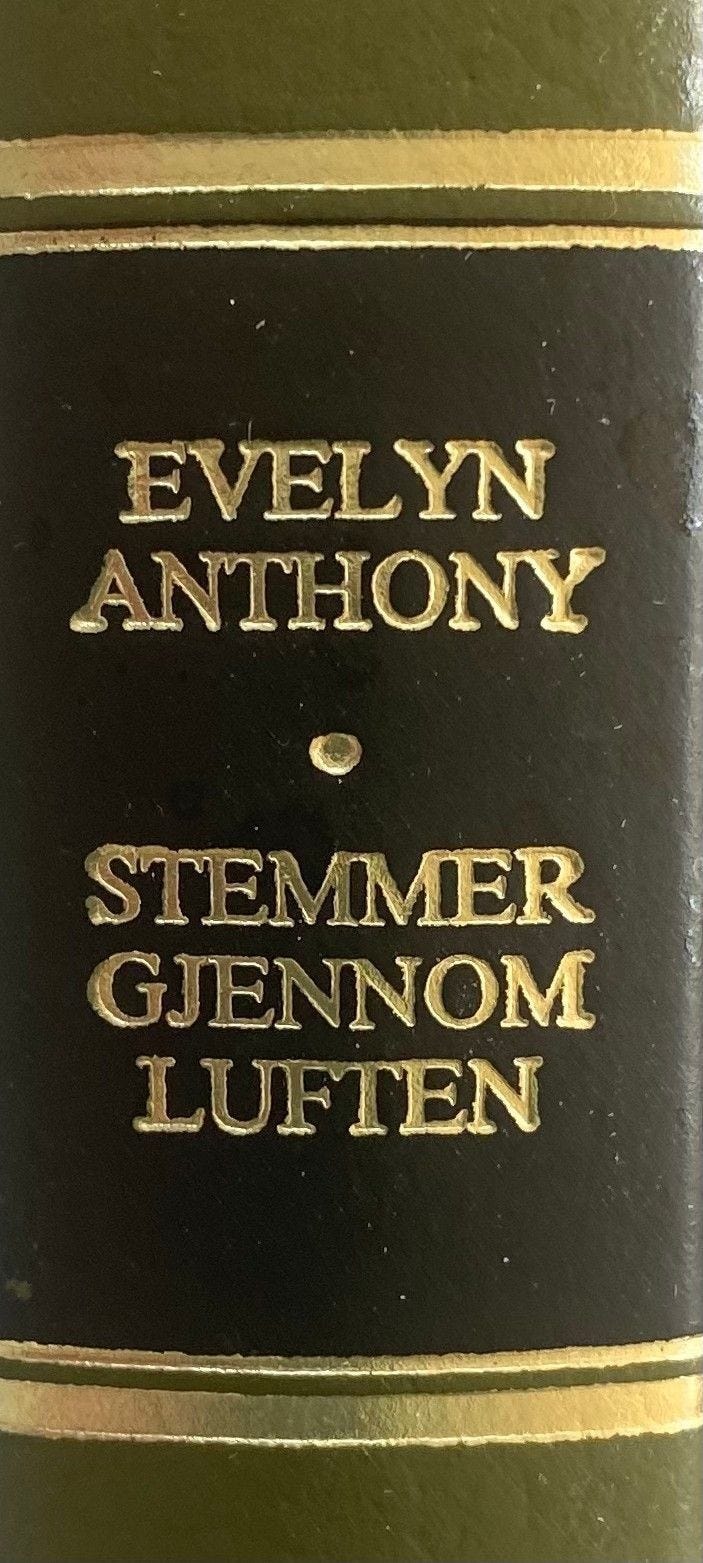 EVELYN
ANTHONY
•
STEMMER
GJENNOM
LUFTEN